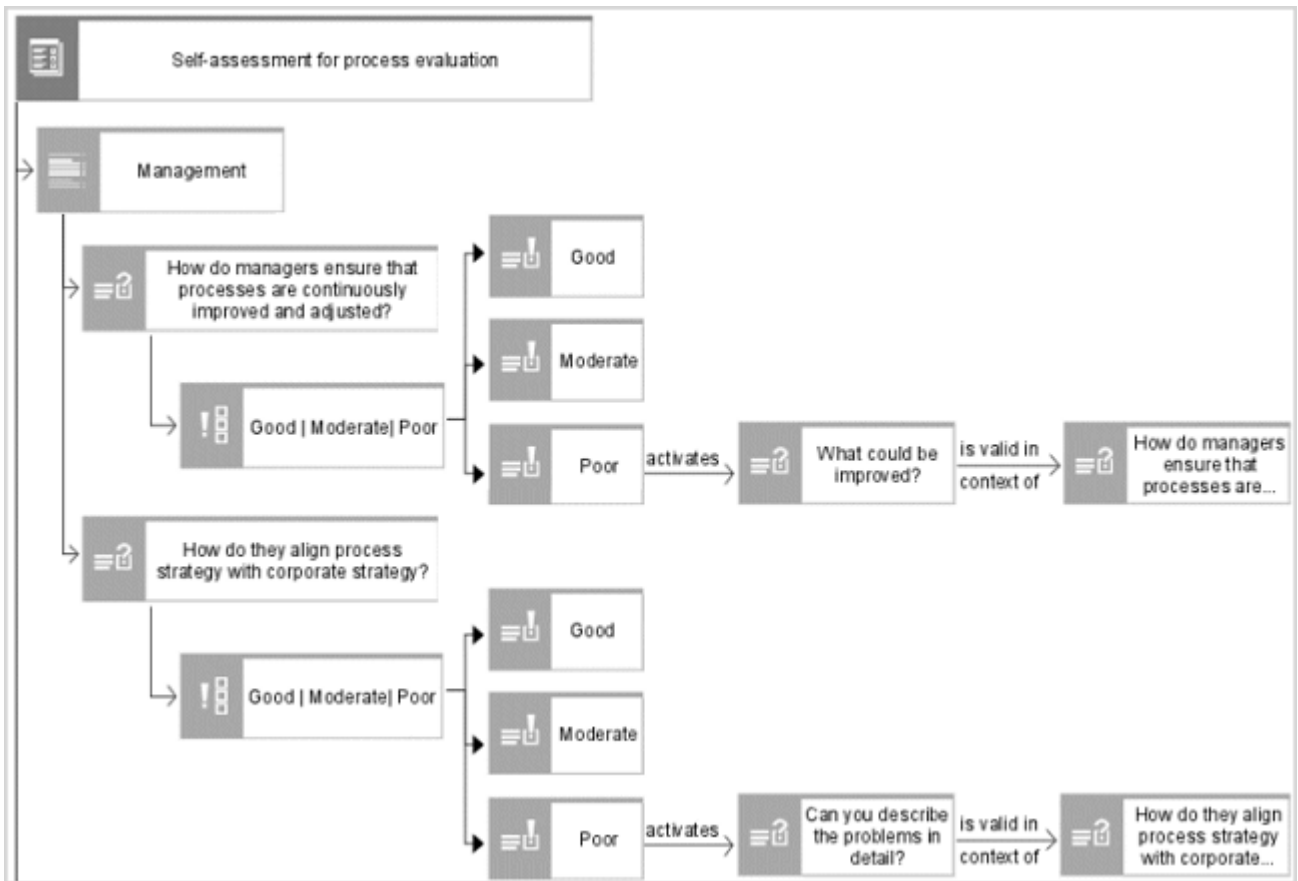 Self-assessment for process evaluation
Management
How do managers ensure that
processes are continuously
improved and adjusted?
Good | Moderate| Poor
Good
Moderate
Poor
activates
What could be
improved?
is valid in
context of
How do managers
ensure that
processes are...
How do they align process
strategy with corporate strategy?
Good | Moderate| Poor
Good
Moderate
Poor
activates
Can you describe
the problems in
detail?
is valid in
context of
How do they align
process strategy
with corporate...